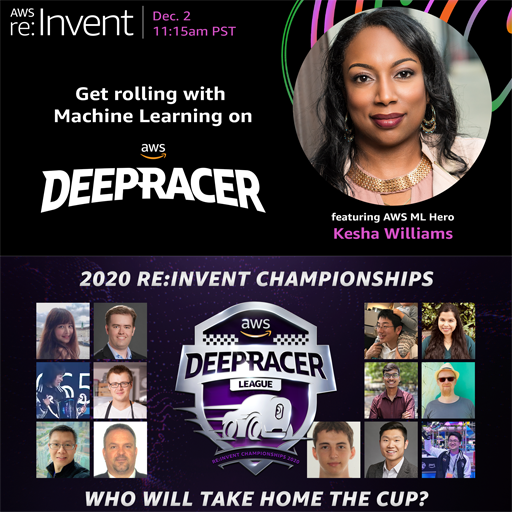 AWS
re:Invent
Dec. 2
11:15am PST
Get rolling with
Machine Learning on
aws
DEEPRACER
featuring AWS ML Hero
Kesha Williams
2020 RE:INVENT CHAMPIONSHIPS
aws
DEEPRACER
LEAGUE
RE:INVENT CHAMPIONSHIPS 2020
WHO WILL TAKE HOME THE CUP?